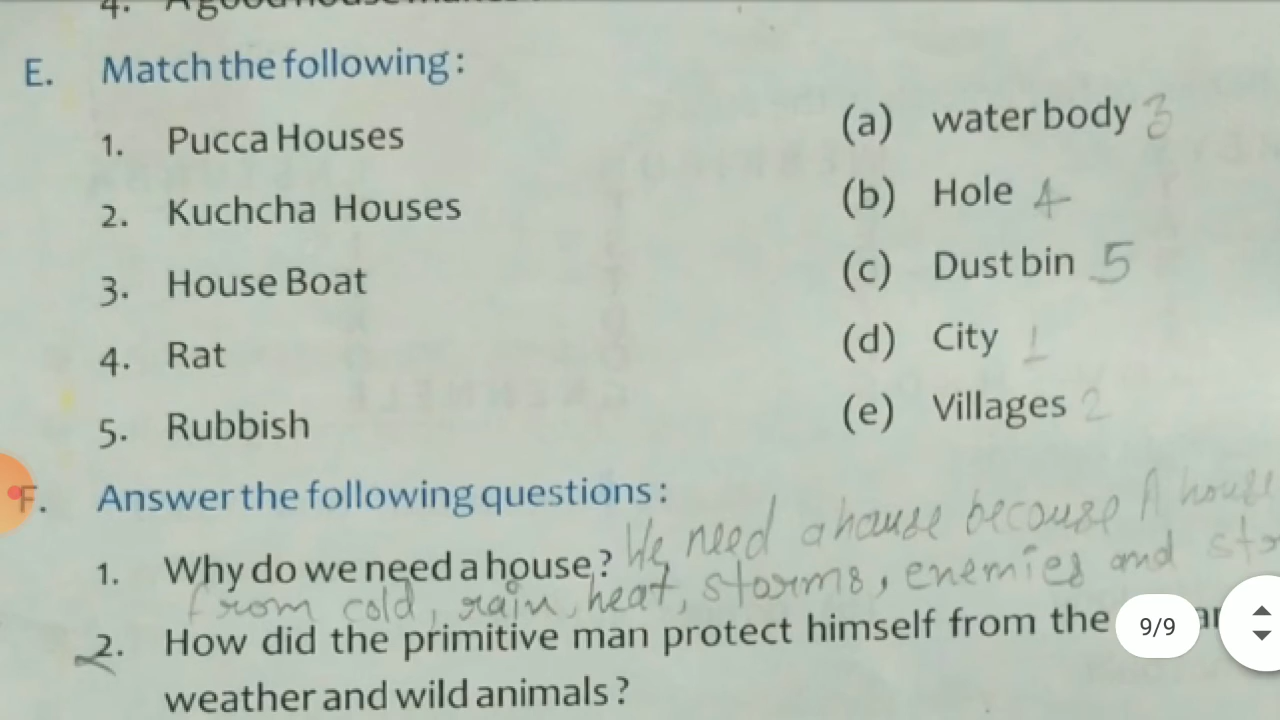 4. A good house
E. Match the following:
1. Pucca Houses (a) water body 3
2. Kuchcha Houses (b) Hole 4
3. House Boat (c) Dust bin 5
4. Rat (d) City 1
5. Rubbish (e) Villages 2
F. Answer the following questions:
We need a house because A house
1. Why do we need a house?
from cold, rain, heat, storms, enemies and
2. How did the primitive man protect himself from the
9/9
weather and wild animals?